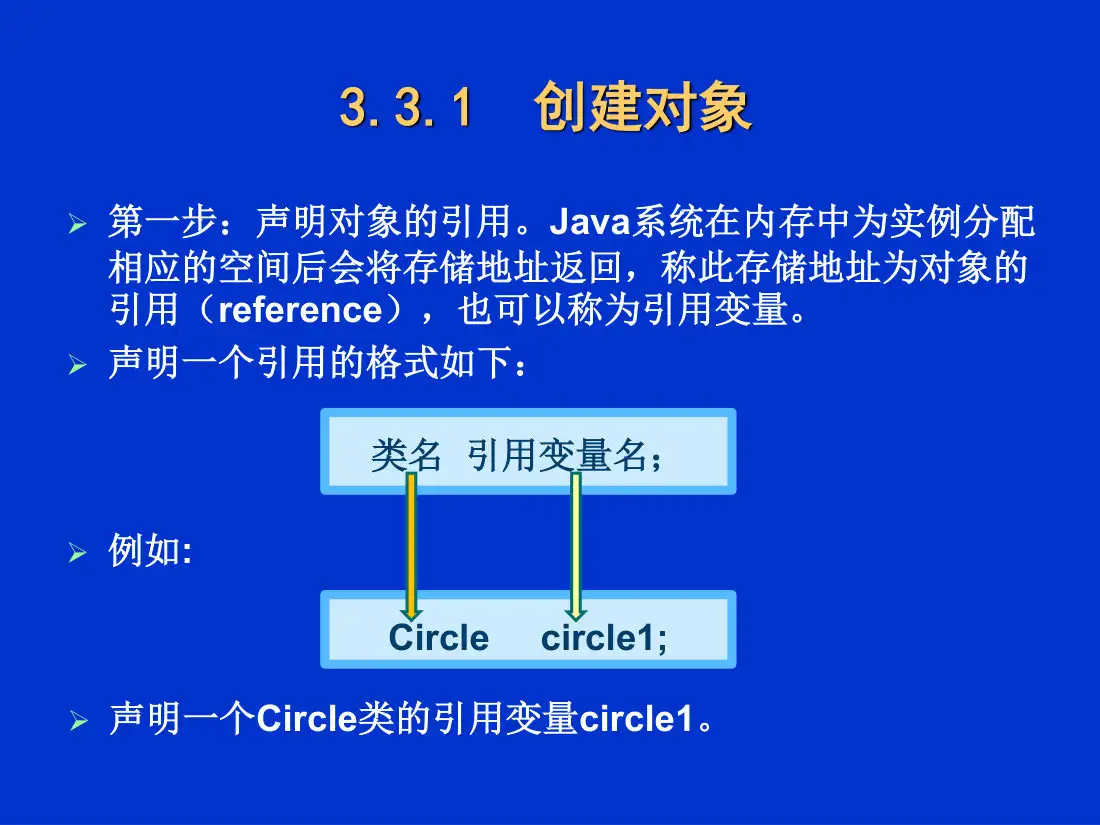 3.3.1 创建对象
第一步：声明对象的引用。Java系统在内存中为实例分配
相应的空间后会将存储地址返回，称此存储地址为对象的
引用（reference），也可以称为引用变量。
声明一个引用的格式如下：
类名 引用变量名；
例如:
Circle circle1;
声明一个Circle类的引用变量circle1。